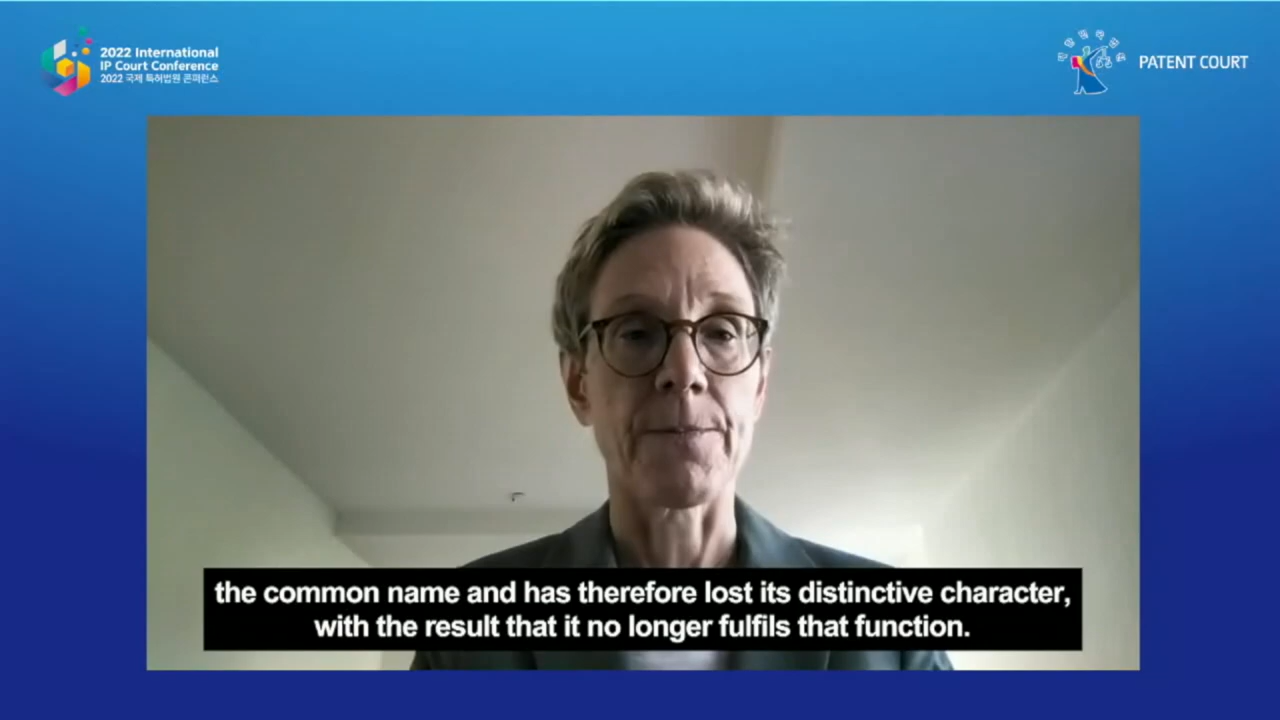 2022 International
IP Court Conference
2022 국제 특허법원 콘퍼런스
PATENT COURT
the common name and has therefore lost its distinctive character,
with the result that it no longer fulfils that function.